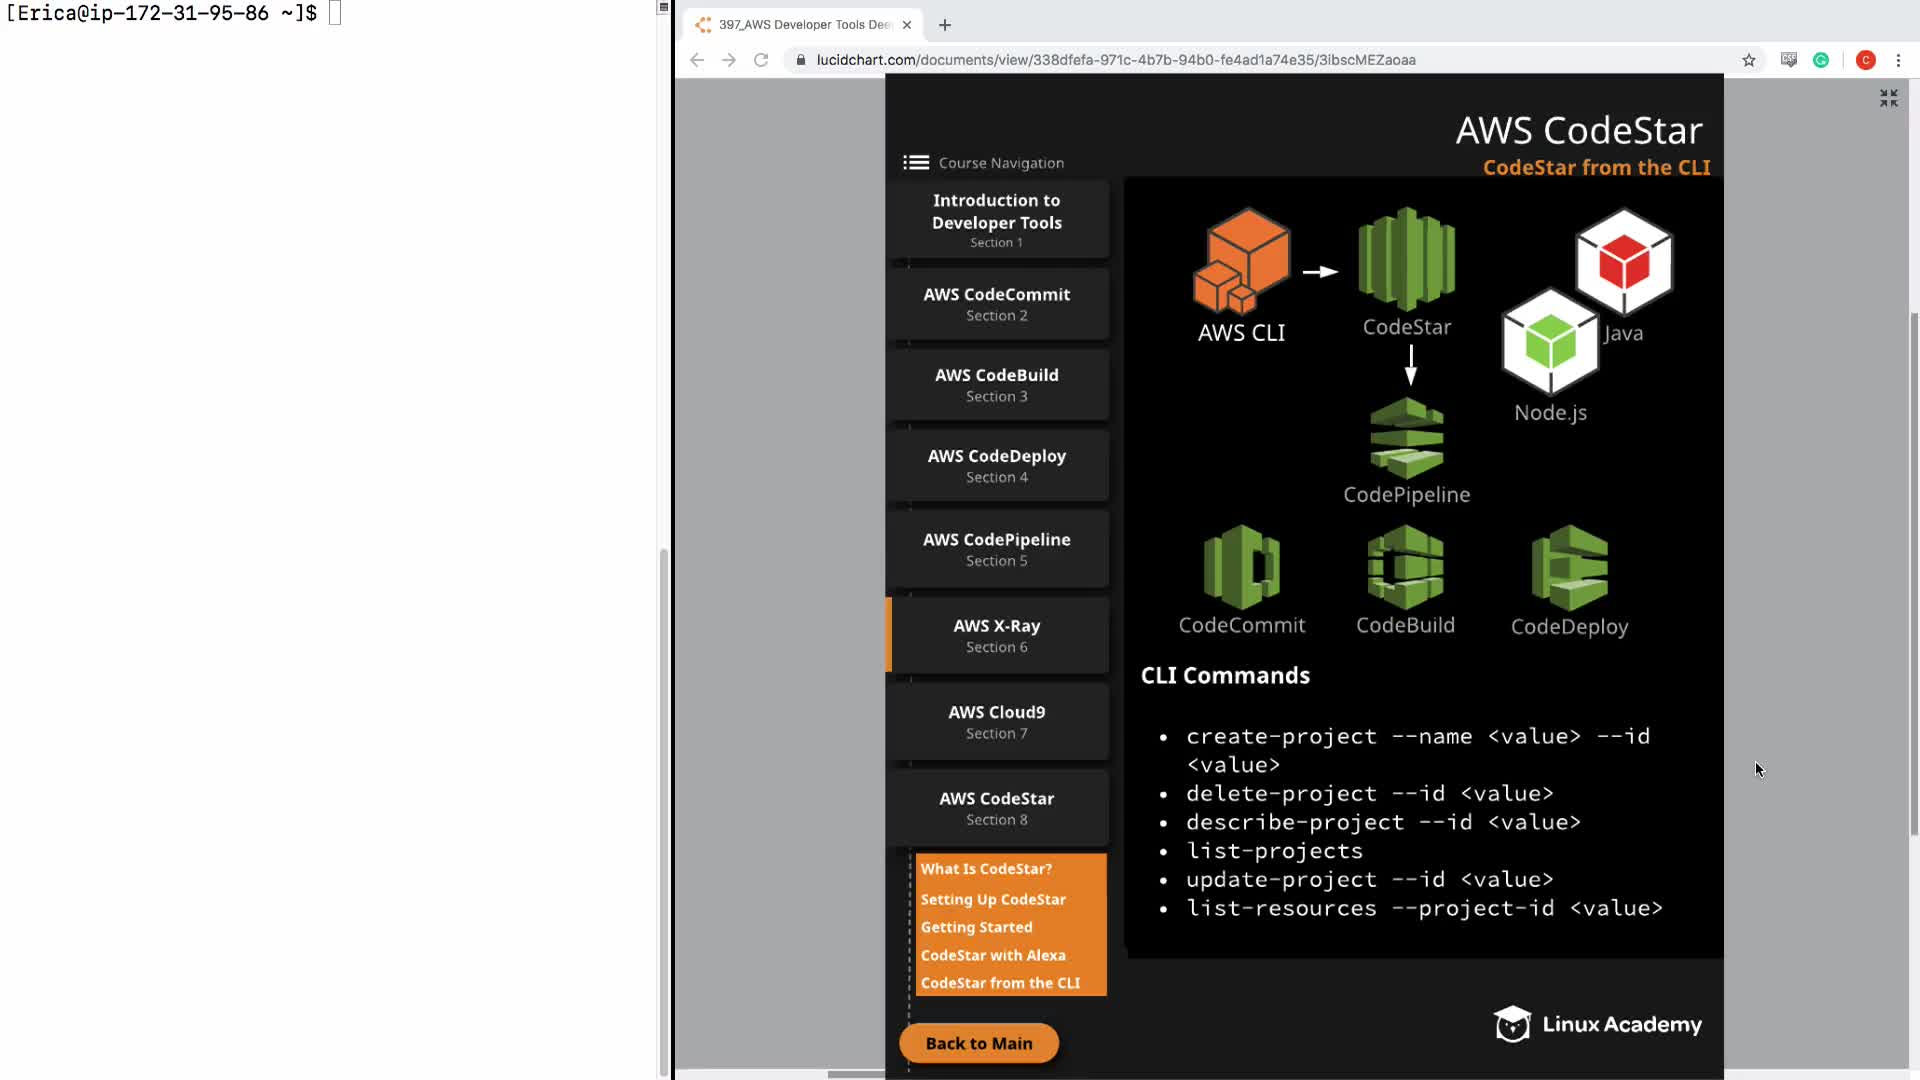 [Erica@ip-172-31-95-86 ~]$
397_AWS Developer Tools Dee
lucidchart.com/documents/view/338dfefa-971c-4b7b-94b0-fe4ad1a74e35/3ibscMEZaoaa
C
AWS CodeStar
CodeStar from the CLI
Course Navigation
Introduction to
Developer Tools
Section 1
AWS CodeCommit
Section 2
AWS CodeBuild
Section 3
AWS CodeDeploy
Section 4
AWS CodePipeline
Section 5
AWS X-Ray
Section 6
AWS Cloud9
Section 7
AWS CodeStar
Section 8
What Is CodeStar?
Setting Up CodeStar
Getting Started
CodeStar with Alexa
CodeStar from the CLI
Back to Main
AWS CLI
CodeStar
Java
Node.js
CodePipeline
CodeCommit
CodeBuild
CodeDeploy
CLI Commands
• create-project --name <value> --id
<value>
• delete-project --id <value>
• describe-project --id <value>
• list-projects
• update-project --id <value>
• list-resources --project-id <value>
Linux Academy